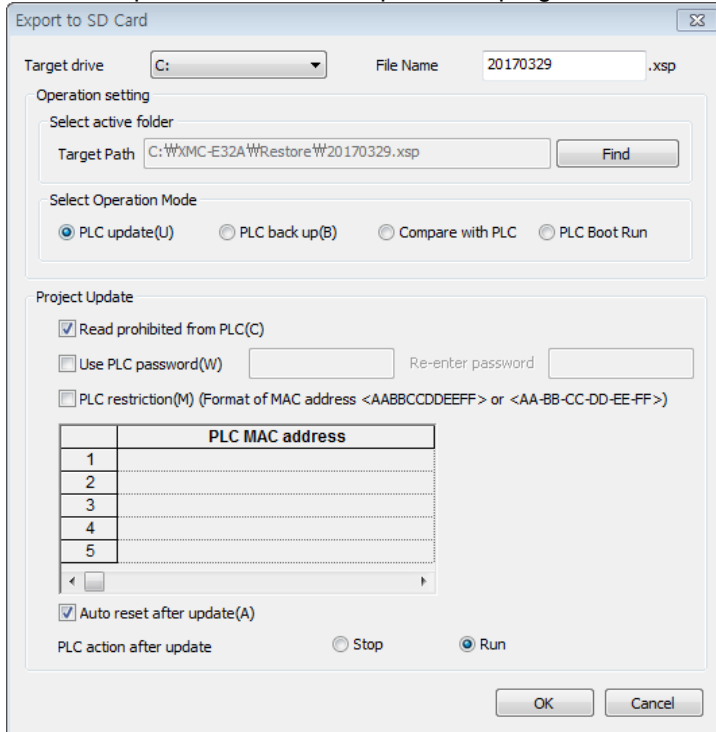 Export to SD Card
Target drive C: File Name 20170329 .xsp
Operation setting
Select active folder
Target Path C:₩XMC-E32A₩Restore₩20170329.xsp Find
Select Operation Mode
PLC update(U) PLC back up(B) Compare with PLC PLC Boot Run
Project Update
Read prohibited from PLC(C)
Use PLC password(W) Re-enter password
PLC restriction(M) (Format of MAC address <AABBCCDDEEFF> or <AA-BB-CC-DD-EE-FF>)
PLC MAC address
1
2
3
4
5
Auto reset after update(A)
PLC action after update Stop Run
OK Cancel